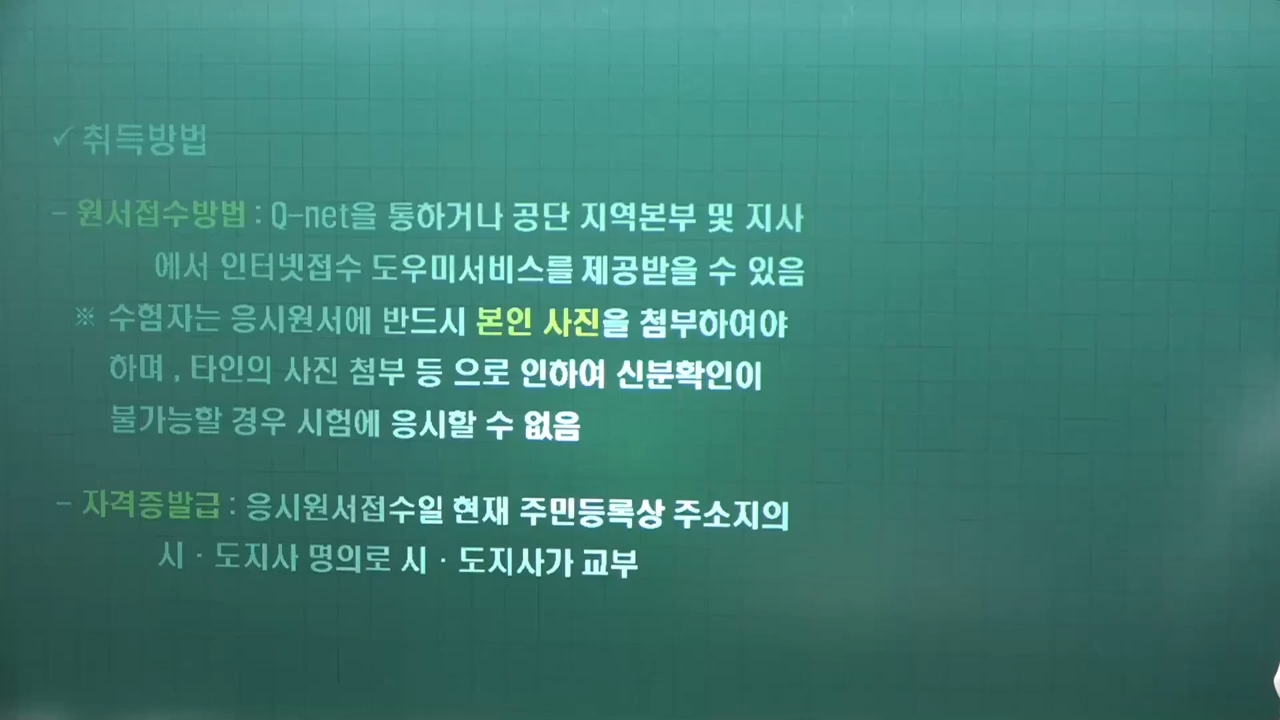 ✓ 취득방법
- 원서접수방법 : Q-net을 통하거나 공단 지역본부 및 지사
에서 인터넷접수 도우미서비스를 제공받을 수 있음
※ 수험자는 응시원서에 반드시 본인 사진을 첨부하여야
하며 , 타인의 사진 첨부 등 으로 인하여 신분확인이
불가능할 경우 시험에 응시할 수 없음
- 자격증발급 : 응시원서접수일 현재 주민등록상 주소지의
시 · 도지사 명의로 시 · 도지사가 교부